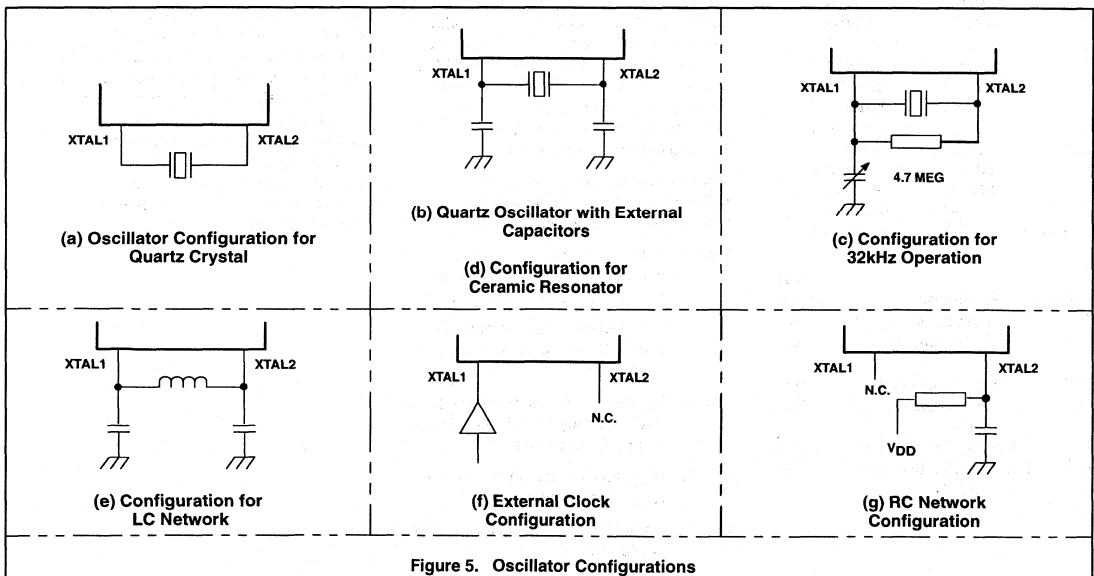 XTAL1
XTAL2
(a) Oscillator Configuration for
Quartz Crystal
XTAL1
XTAL2
(b) Quartz Oscillator with External
Capacitors
(d) Configuration for
Ceramic Resonator
XTAL1
XTAL2
4.7 MEG
(c) Configuration for
32kHz Operation
XTAL1
XTAL2
(e) Configuration for
LC Network
XTAL1
XTAL2
N.C.
(f) External Clock
Configuration
XTAL1
XTAL2
N.C.
VDD
(g) RC Network
Configuration
Figure 5. Oscillator Configurations